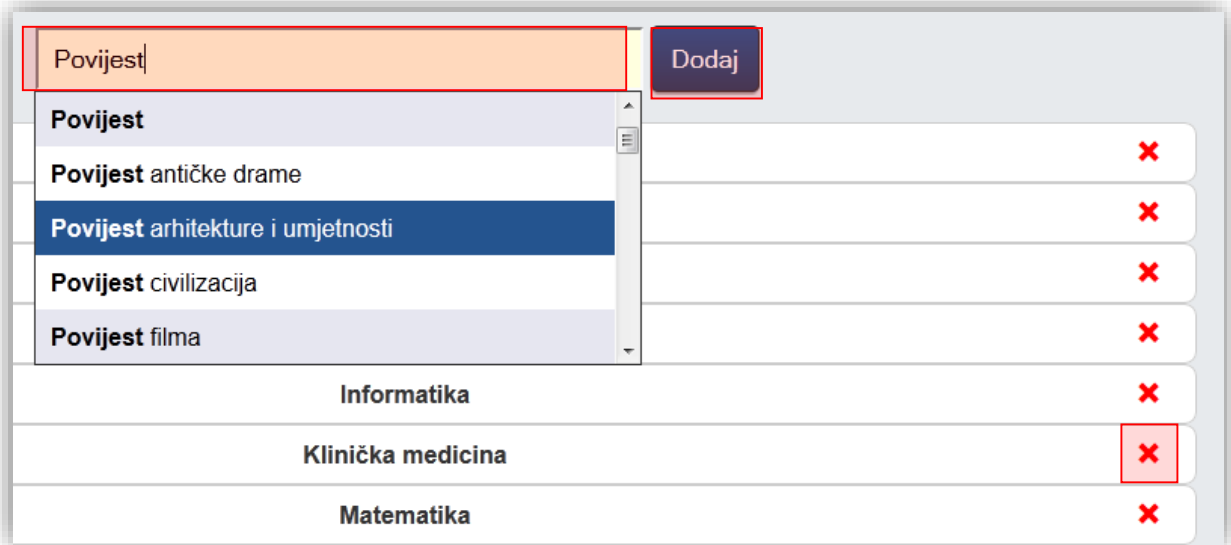 Povijest
Dodaj
Povijest
Povijest antičke drame
Povijest arhitekture i umjetnosti
Povijest civilizacija
Povijest filma
Informatika
Klinička medicina
Matematika